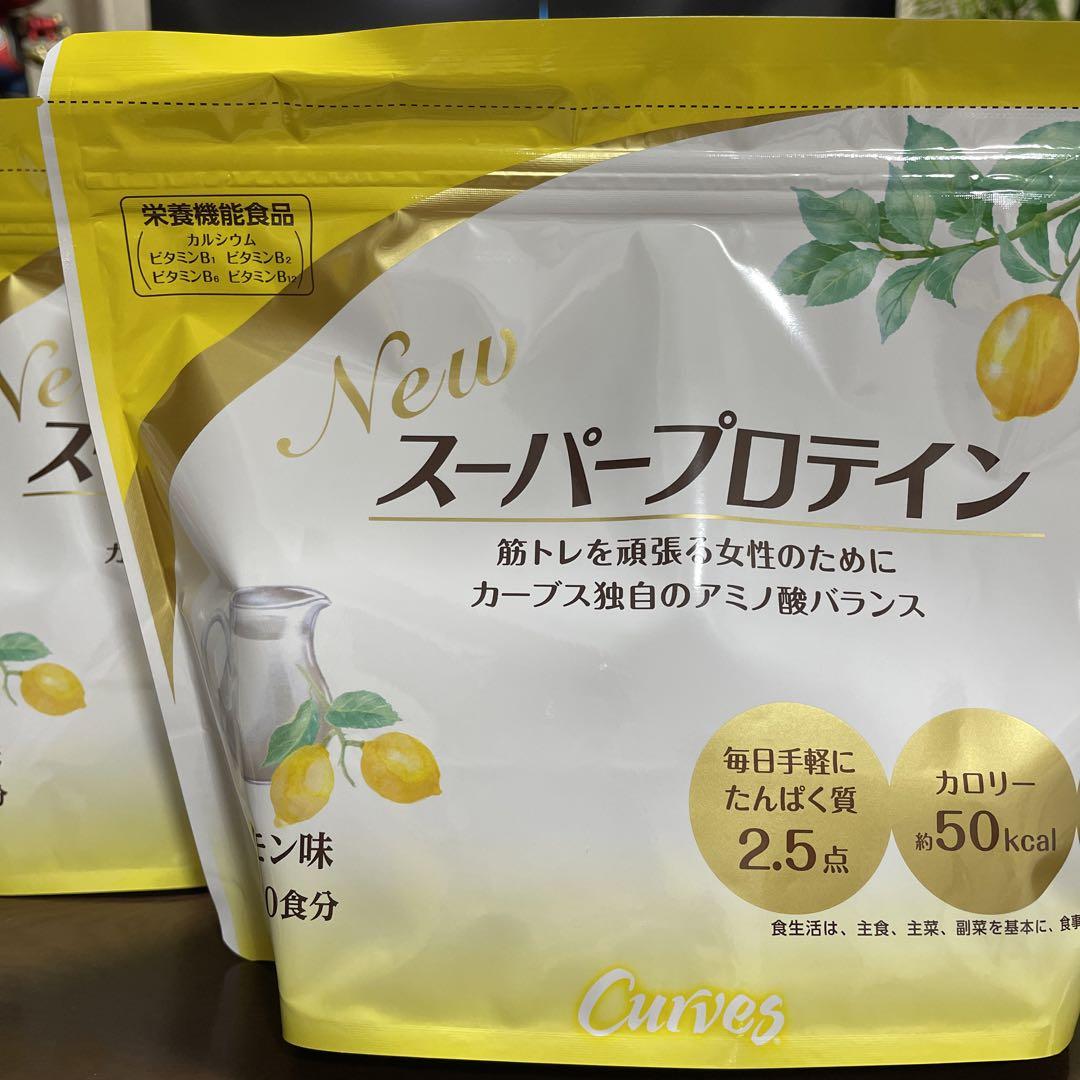 栄養機能食品
カルシウム
ビタミンB1 ビタミンB2
ビタミンB6 ビタミンB12
New
スーパープロテイン
筋トレを頑張る女性のために
カーブス独自のアミノ酸バランス
毎日手軽に
たんぱく質
2.5点
カロリー
約50kcal
モン味
0食分
食生活は、主食、主菜、副菜を基本に、食事
Curves